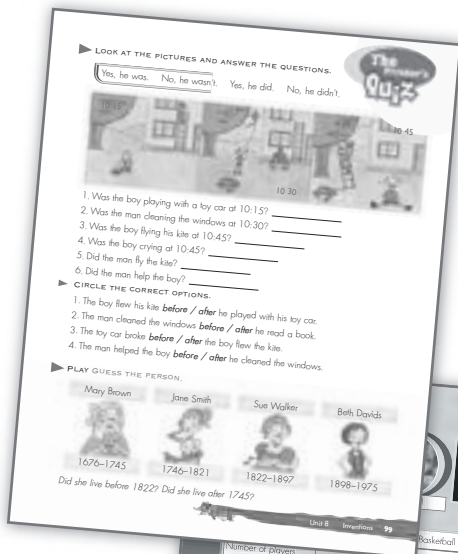 LOOK AT THE PICTURES AND ANSWER THE QUESTIONS.
The
Quiz
Yes, he was. No, he wasn't. Yes, he did. No, he didn't.
10:15
10 30
10 45
1. Was the boy playing with a toy car at 10:15?
2. Was the man cleaning the windows at 10:30?
3. Was the boy flying his kite at 10:45?
4. Was the boy crying at 10:45?
5. Did the man fly the kite?
6. Did the man help the boy?
CIRCLE THE CORRECT OPTIONS.
1. The boy flew his kite before / after he played with his toy car.
2. The man cleaned the windows before / after he read a book.
3. The toy car broke before / after the boy flew the kite.
4. The man helped the boy before / after he cleaned the windows.
PLAY GUESS THE PERSON.
Mary Brown
Jane Smith
Sue Walker
Beth Davids
1676–1745
1746–1821
1822–1897
1898–1975
Did she live before 1822? Did she live after 1745?
Unit 8 Inventions 99
Basketball
Number of players